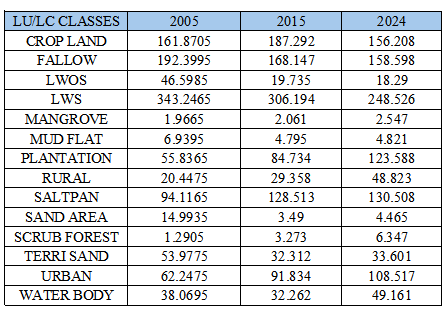 LU/LC CLASSES 2005 2015 2024
CROP LAND 161.8705 187.292 156.208
FALLOW 192.3995 168.147 158.598
LWOS 46.5985 19.735 18.29
LWS 343.2465 306.194 248.526
MANGROVE 1.9665 2.061 2.547
MUD FLAT 6.9395 4.795 4.821
PLANTATION 55.8365 84.734 123.588
RURAL 20.4475 29.358 48.823
SALTPAN 94.1165 128.513 130.508
SAND AREA 14.9935 3.49 4.465
SCRUB FOREST 1.2905 3.273 6.347
TERRI SAND 53.9775 32.312 33.601
URBAN 62.2475 91.834 108.517
WATER BODY 38.0695 32.262 49.161